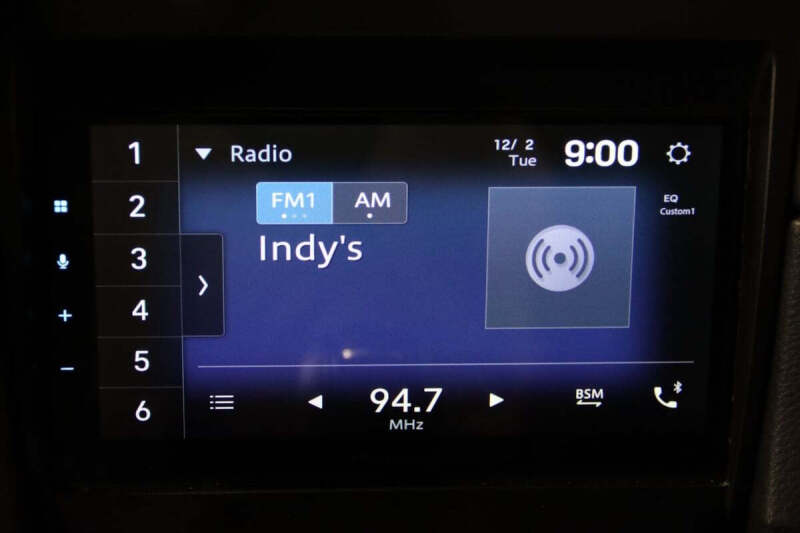 1
2
3
4
5
6
Radio
12/ 2
Tue
9:00
FM1
AM
Indy's
EQ
Custom1
94.7
MHz
BSM